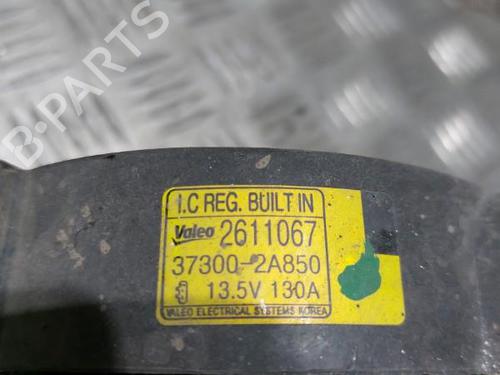 B-PARTS
I.C REG. BUILT IN
Valeo 2611067
37300-2A850
13.5V 130A
VALEO ELECTRICAL SYSTEMS KOREA